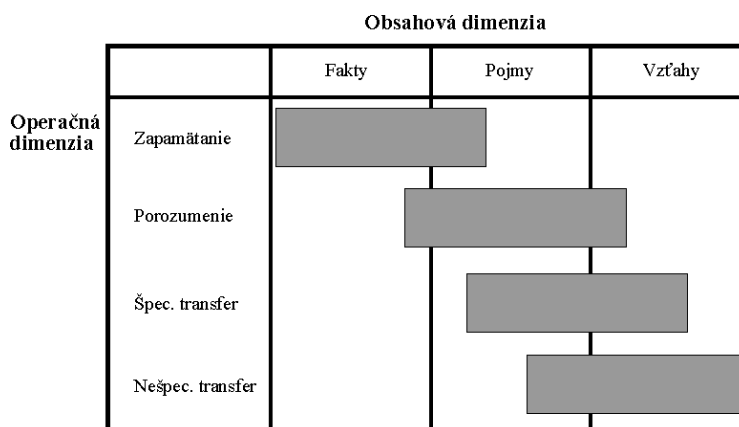 Obsahová dimenzia
Fakty
Pojmy
Vzťahy
Operačná
dimenzia
Zapamätanie
Porozumenie
Špec. transfer
Nešpec. transfer